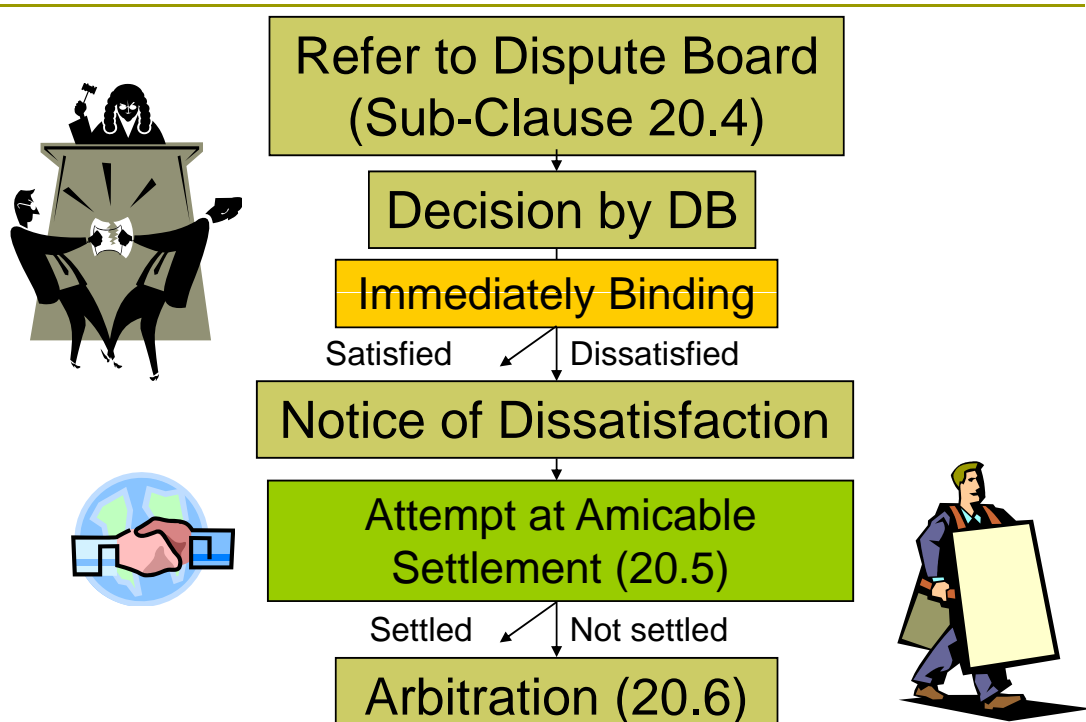 Refer to Dispute Board
(Sub-Clause 20.4)
Decision by DB
Immediately Binding
Satisfied
Dissatisfied
Notice of Dissatisfaction
Attempt at Amicable
Settlement (20.5)
Settled
Not settled
Arbitration (20.6)